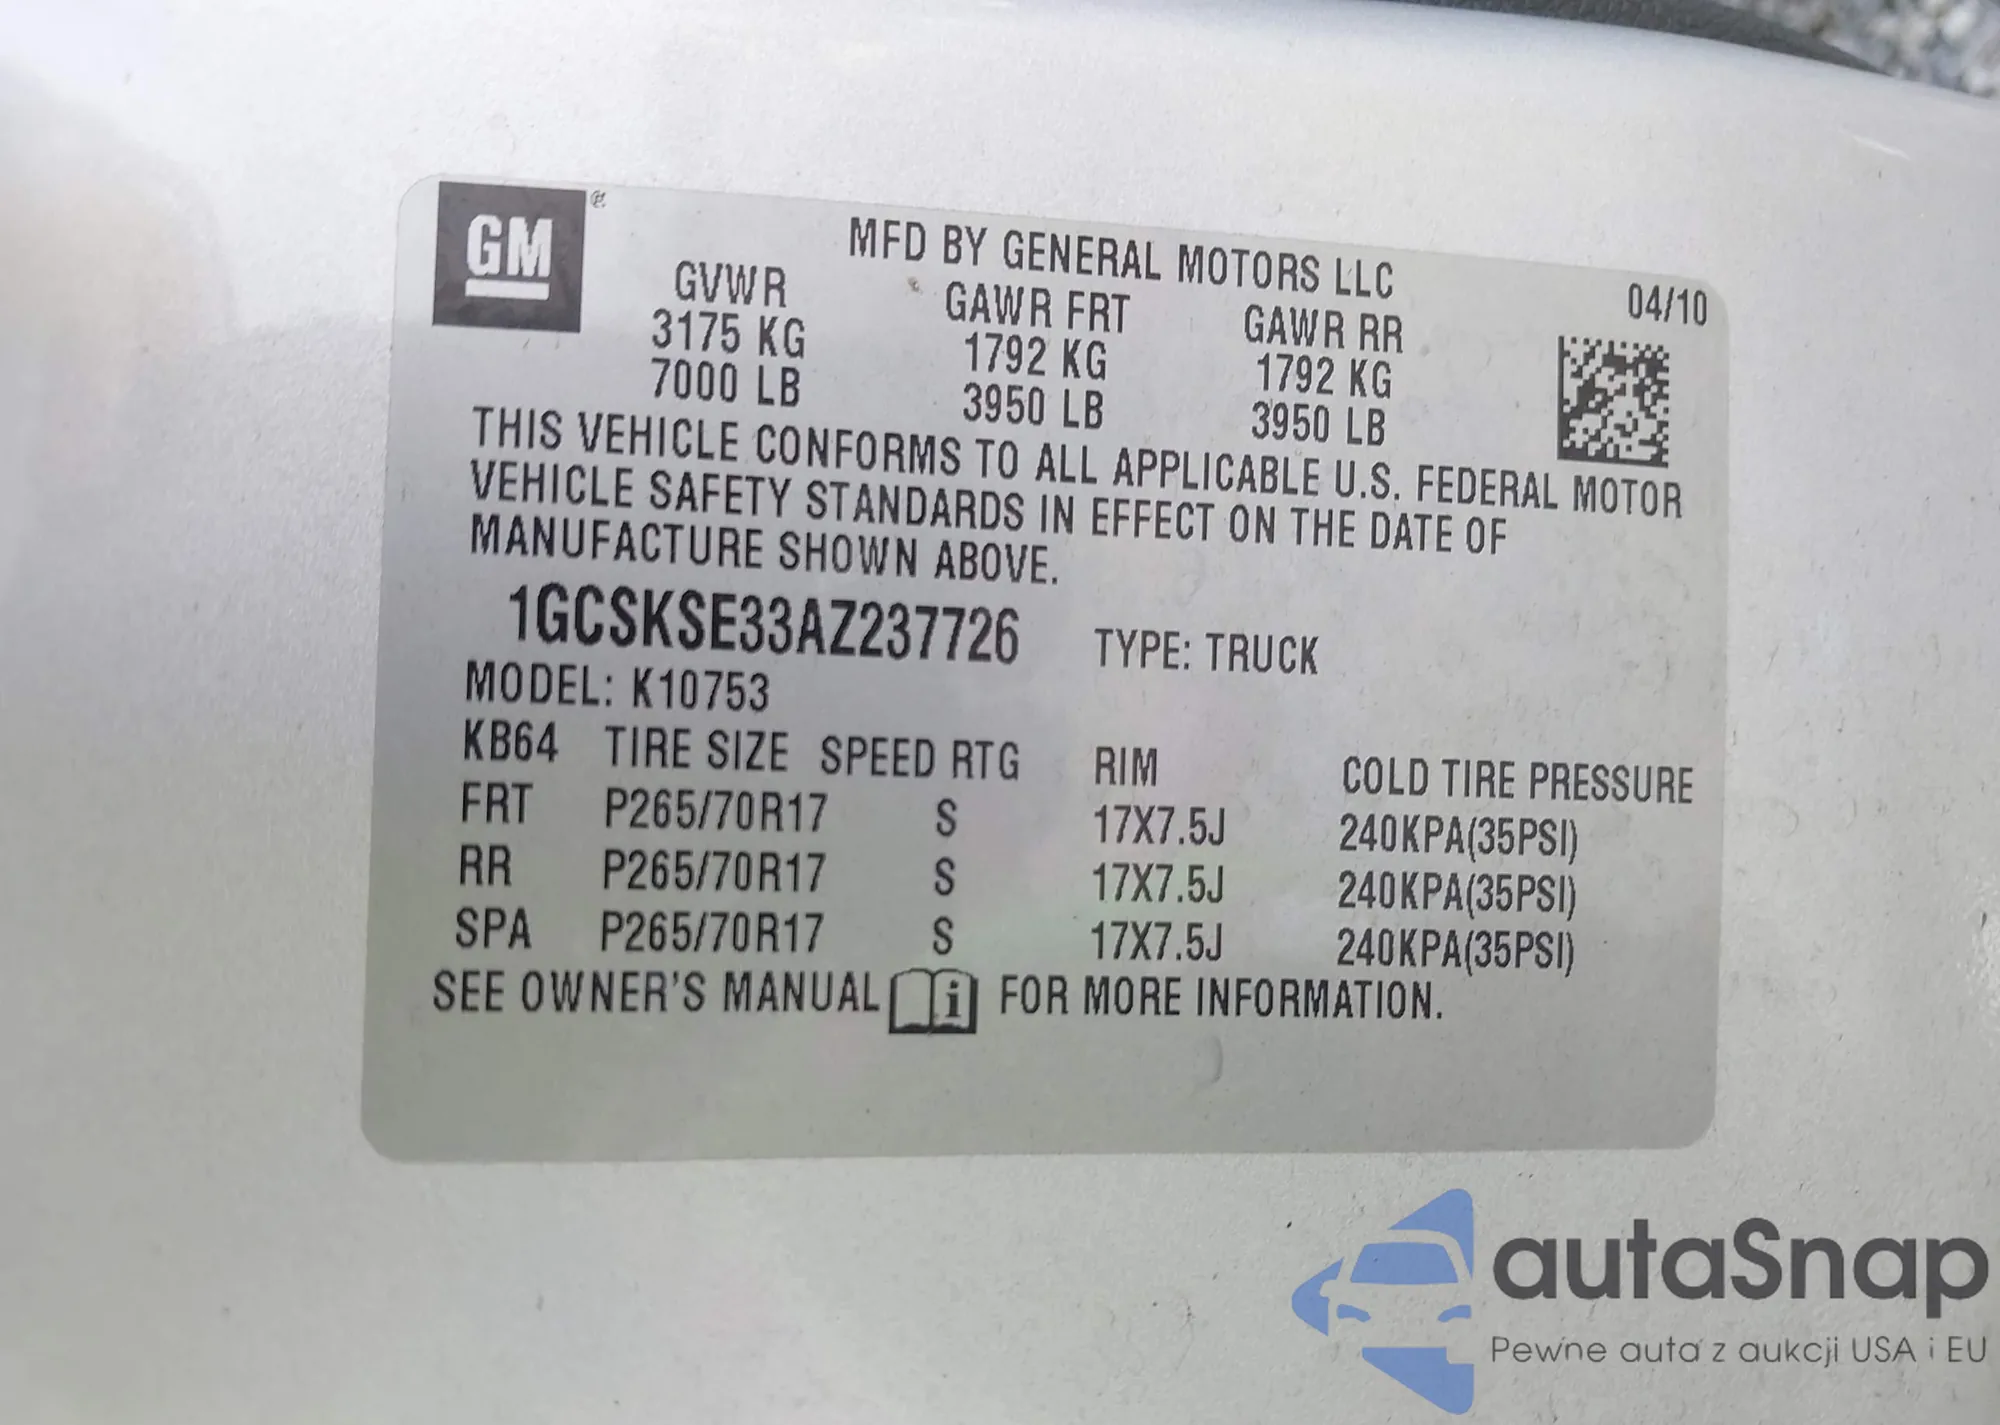 GM
MFD BY GENERAL MOTORS LLC
04/10
GVWR GAWR FRT GAWR RR
3175 KG 1792 KG 1792 KG
7000 LB 3950 LB 3950 LB
THIS VEHICLE CONFORMS TO ALL APPLICABLE U.S. FEDERAL MOTOR
VEHICLE SAFETY STANDARDS IN EFFECT ON THE DATE OF
MANUFACTURE SHOWN ABOVE.
1GCSKSE33AZ237726 TYPE: TRUCK
MODEL: K10753
KB64 TIRE SIZE SPEED RTG RIM COLD TIRE PRESSURE
FRT P265/70R17 S 17X7.5J 240KPA(35PSI)
RR P265/70R17 S 17X7.5J 240KPA(35PSI)
SPA P265/70R17 S 17X7.5J 240KPA(35PSI)
SEE OWNER'S MANUAL i FOR MORE INFORMATION.
autaSnap
Pewne auta z aukcji USA i EU